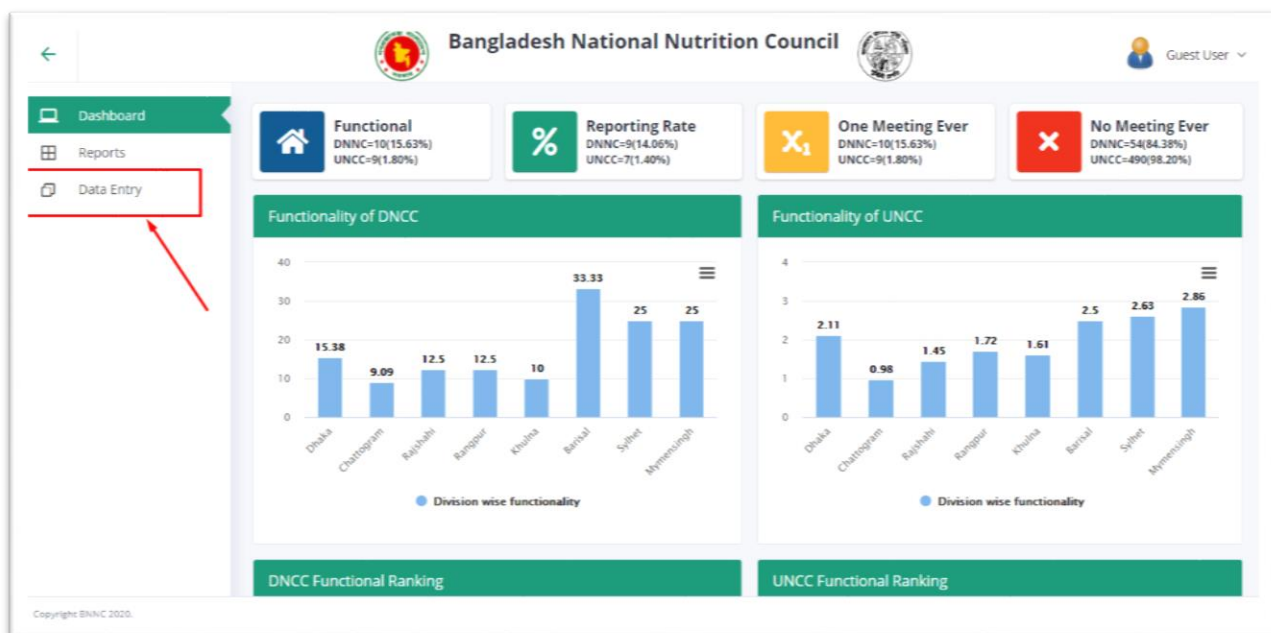 Bangladesh National Nutrition Council
Guest User
Dashboard
Reports
Data Entry
Functional
DNNC=10(15.63%)
UNCC=9(1.80%)
%
Reporting Rate
DNNC=9(14.06%)
UNCC=7(1.40%)
X₁
One Meeting Ever
DNNC=10(15.63%)
UNCC=9(1.80%)
No Meeting Ever
DNNC=54(84.38%)
UNCC=490(98.20%)
Functionality of DNCC
40
30
20
10
0
15.38
9.09
12.5
12.5
10
33.33
25
25
Dhaka
Chattogram
Rajshahi
Rangpur
Khulna
Barisal
Sylhet
Mymensingh
Division wise functionality
Functionality of UNCC
4
3
2
1
0
2.11
0.98
1.45
1.72
1.61
2.5
2.63
2.86
Dhaka
Chattogram
Rajshahi
Rangpur
Khulna
Barisal
Sylhet
Mymensingh
Division wise functionality
DNCC Functional Ranking
UNCC Functional Ranking
Copyright BNNC 2020.